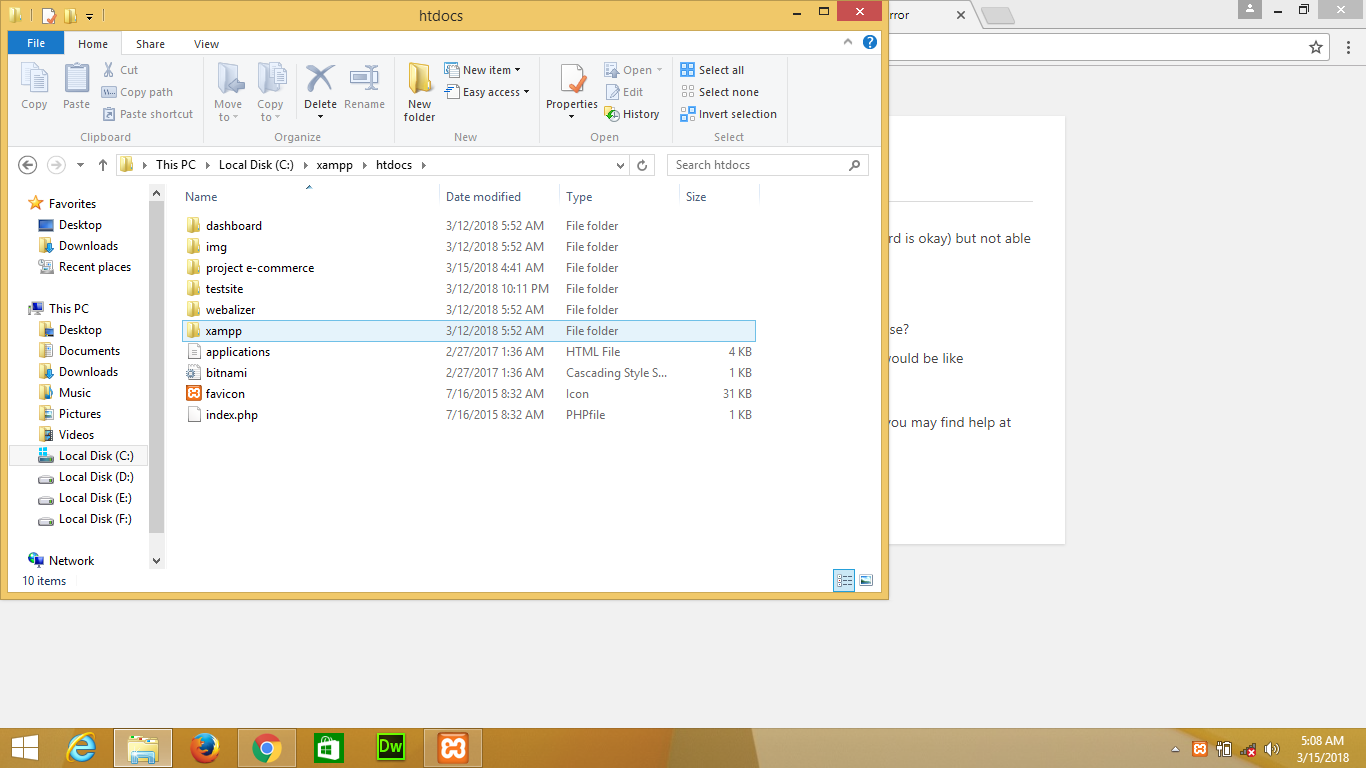 htdocs
rror
File Home Share View
Copy
Paste
Cut
Copy path
Paste shortcut
Clipboard
Move to
Copy to
Delete
Rename
Organize
New folder
New item
Easy access
New
Properties
Open
Edit
History
Open
Select all
Select none
Invert selection
Select
This PC Local Disk (C:) xampp htdocs
Search htdocs
Favorites
Desktop
Downloads
Recent places
This PC
Desktop
Documents
Downloads
Music
Pictures
Videos
Local Disk (C:)
Local Disk (D:)
Local Disk (E:)
Local Disk (F:)
Network
Name Date modified Type Size
dashboard 3/12/2018 5:52 AM File folder
img 3/12/2018 5:52 AM File folder
project e-commerce 3/15/2018 4:41 AM File folder
testsite 3/12/2018 10:11 PM File folder
webalizer 3/12/2018 5:52 AM File folder
xampp 3/12/2018 5:52 AM File folder
applications 2/27/2017 1:36 AM HTML File 4 KB
bitnami 2/27/2017 1:36 AM Cascading Style S... 1 KB
favicon 7/16/2015 8:32 AM Icon 31 KB
index.php 7/16/2015 8:32 AM PHPfile 1 KB
10 items
rd is okay) but not able
se?
ould be like
you may find help at
Dw
5:08 AM
3/15/2018